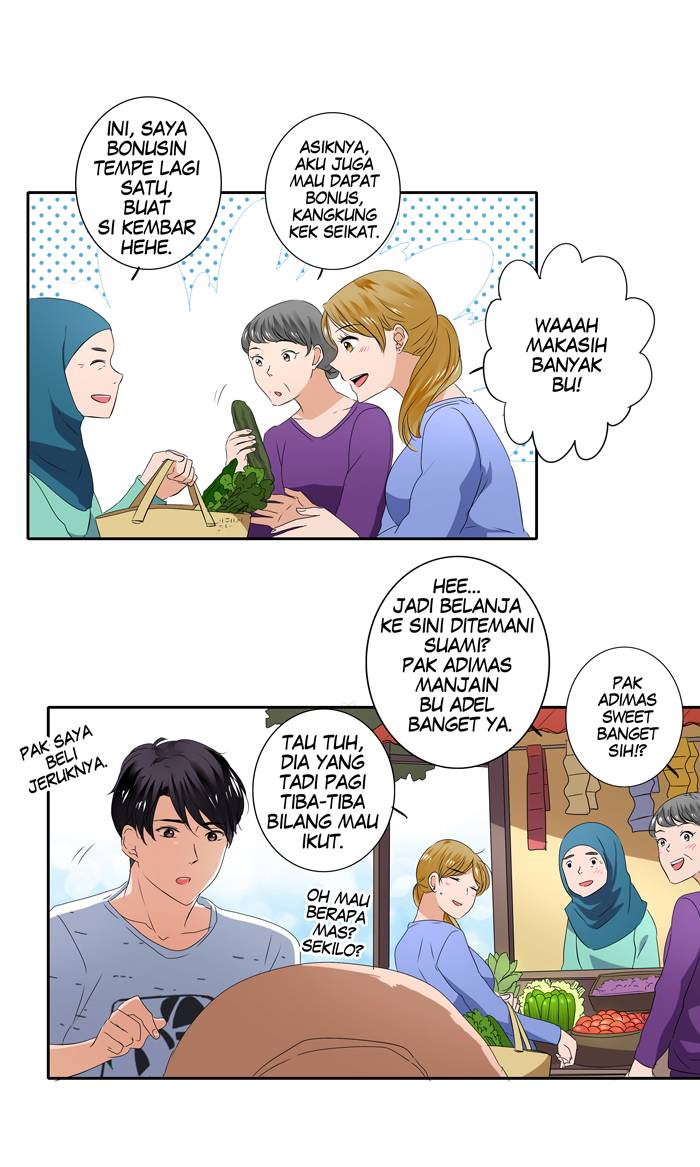 INI, SAYA
BONUSIN
TEMPE LAGI
SATU,
BUAT
SI KEMBAR
HEHE.
ASIKNYA,
AKU JUGA
MAU DAPAT
BONUS,
KANGKUNG
KEK SEIKAT.
WAAAH
MAKASIH
BANYAK
BU!
HEE...
JADI BELANJA
KE SINI DITEMANI
SUAMI?
PAK ADIMAS
MANJAIN
BU ADEL
BANGET YA.
PAK
ADIMAS
SWEET
BANGET
SIH!?
TAU TUH,
DIA YANG
TADI PAGI
TIBA-TIBA
BILANG MAU
IKUT.
PAK SAYA
BELI
JERUKNYA.
OH MAU
BERAPA
MAS?
SEKILO?